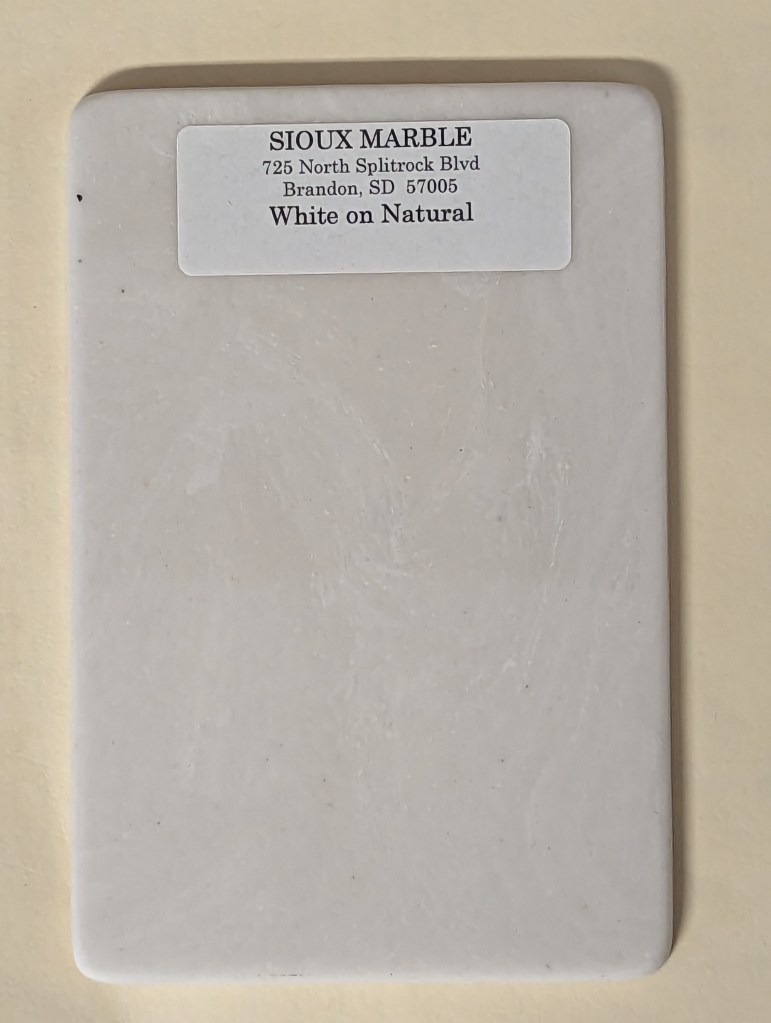 SIOUX MARBLE
725 North Splitrock Blvd
Brandon, SD  57005
White on Natural